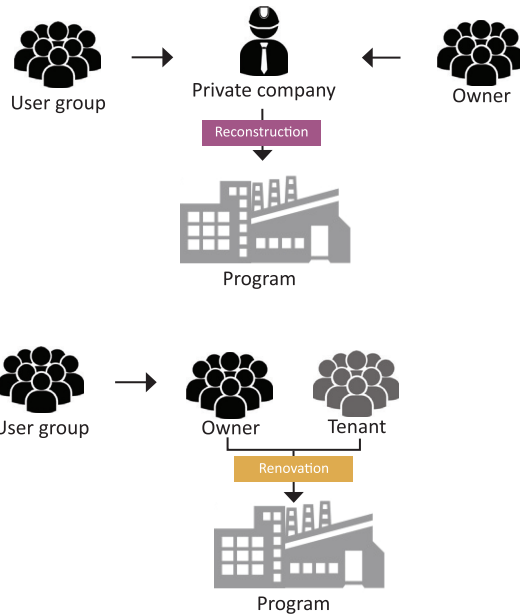 User group
Private company
Owner
Reconstruction
Program
User group
Owner
Tenant
Renovation
Program